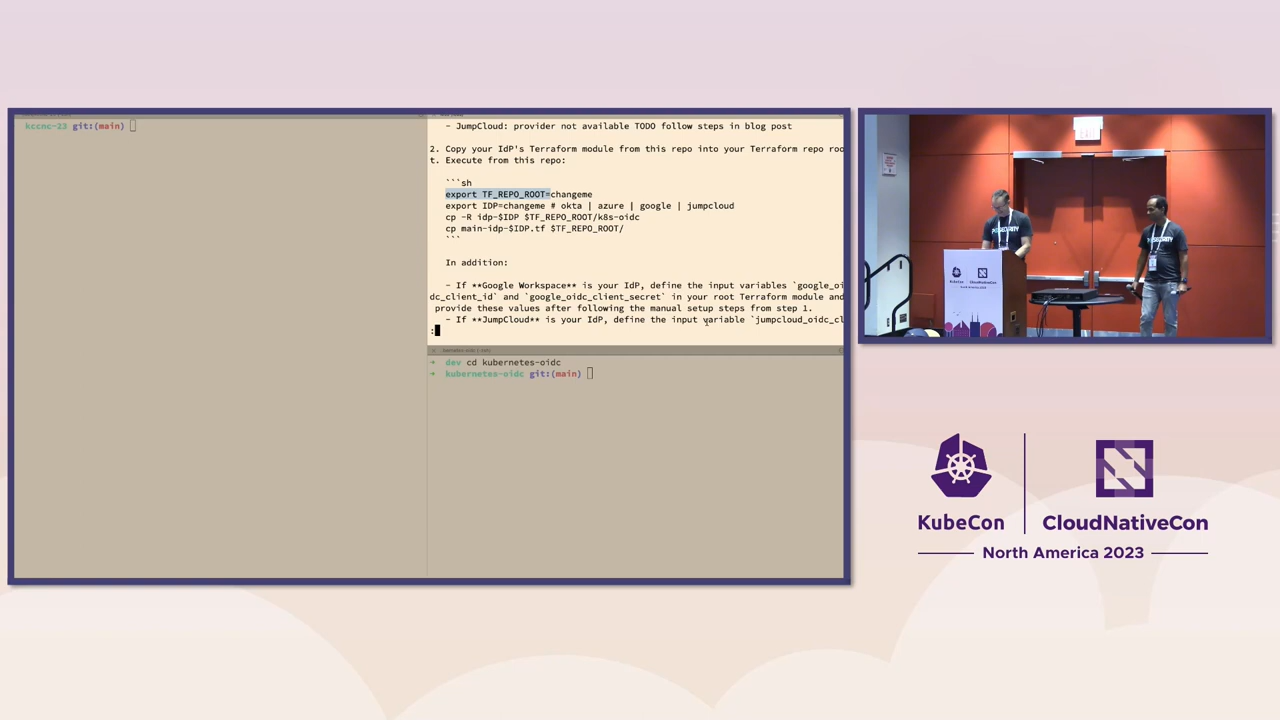 kccnc-23 git:(main)
- JumpCloud: provider not available TODO follow steps in blog post
2. Copy your IdP's Terraform module from this repo into your Terraform repo roo
t. Execute from this repo:
```sh
export TF_REPO_ROOT=changeme
export IDP=changeme # okta | azure | google | jumpcloud
cp -R idp-$IDP $TF_REPO_ROOT/k8s-oidc
cp main-idp-$IDP.tf $TF_REPO_ROOT/
```
In addition:
- If **Google Workspace** is your IdP, define the input variables `google_oi
dc_client_id` and `google_oidc_client_secret` in your root Terraform module and
provide these values after following the manual setup steps from step 1.
- If **JumpCloud** is your IdP, define the input variable `jumpcloud_oidc_cl
:
→ dev cd kubernetes-oidc
→ kubernetes-oidc git:(main)
EXIT
KubeCon
CloudNativeCon
North America 2023